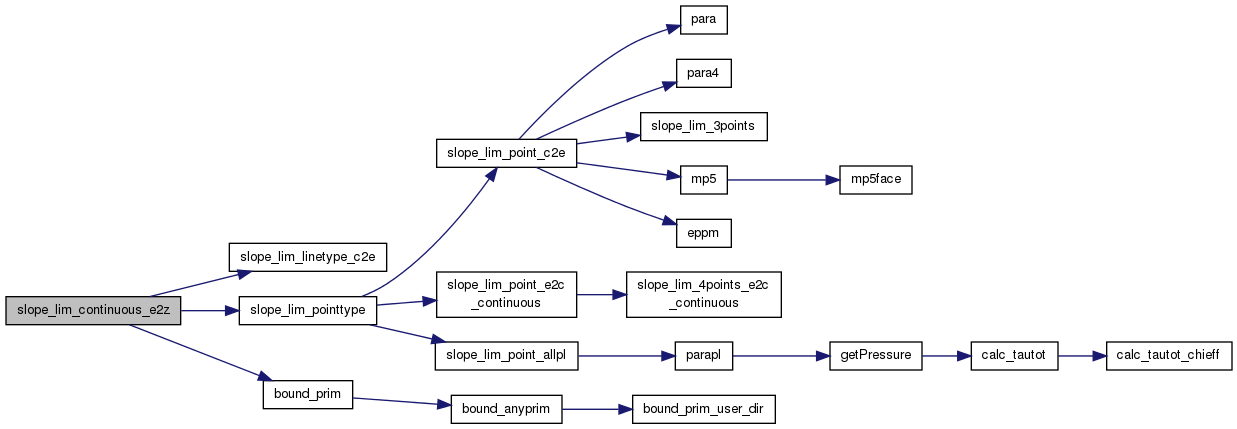 para
para4
slope_lim_3points
slope_lim_point_c2e
mp5
mp5face
eppm
slope_lim_linetype_c2e
slope_lim_continuous_e2z
slope_lim_pointtype
slope_lim_point_e2c
_continuous
slope_lim_4points_e2c
_continuous
slope_lim_point_allpl
parapl
getPressure
calc_tautot
calc_tautot_chieff
bound_prim
bound_anyprim
bound_prim_user_dir